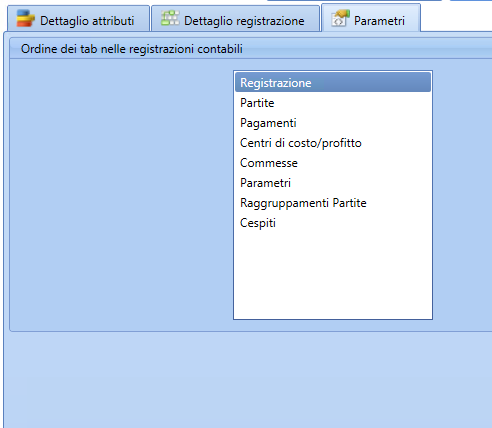 Dettaglio attributi
Dettaglio registrazione
Parametri
Ordine dei tab nelle registrazioni contabili
Registrazione
Partite
Pagamenti
Centri di costo/profitto
Commesse
Parametri
Raggruppamenti Partite
Cespiti